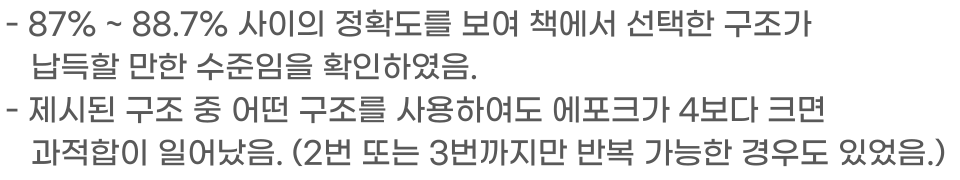 - 87% ~ 88.7% 사이의 정확도를 보여 책에서 선택한 구조가
납득할 만한 수준임을 확인하였음.
- 제시된 구조 중 어떤 구조를 사용하여도 에포크가 4보다 크면
과적합이 일어났음. (2번 또는 3번까지만 반복 가능한 경우도 있었음.)